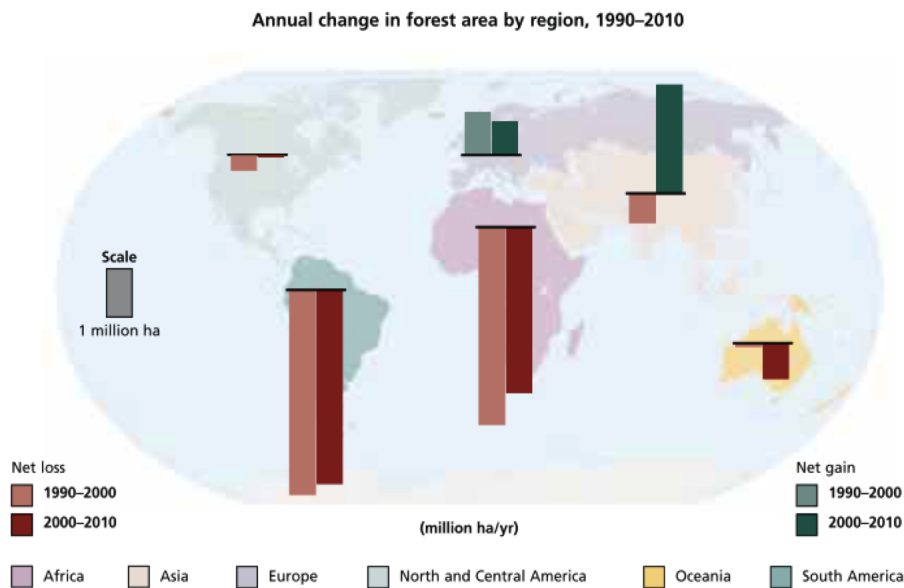 Annual change in forest area by region, 1990–2010
Scale
1 million ha
Net loss
1990–2000
2000–2010
(million ha/yr)
Net gain
1990–2000
2000–2010
Africa
Asia
Europe
North and Central America
Oceania
South America